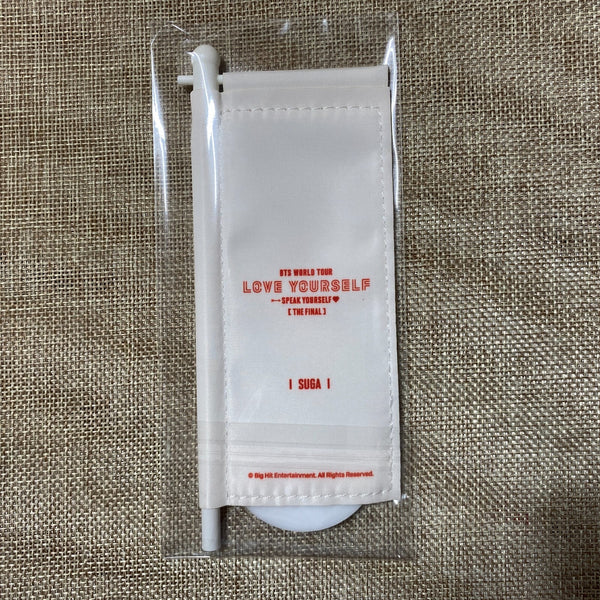 BTS WORLD TOUR
LOVE YOURSELF
SPEAK YOURSELF
[ THE FINAL ]
| SUGA |
© Big Hit Entertainment. All Rights Reserved.